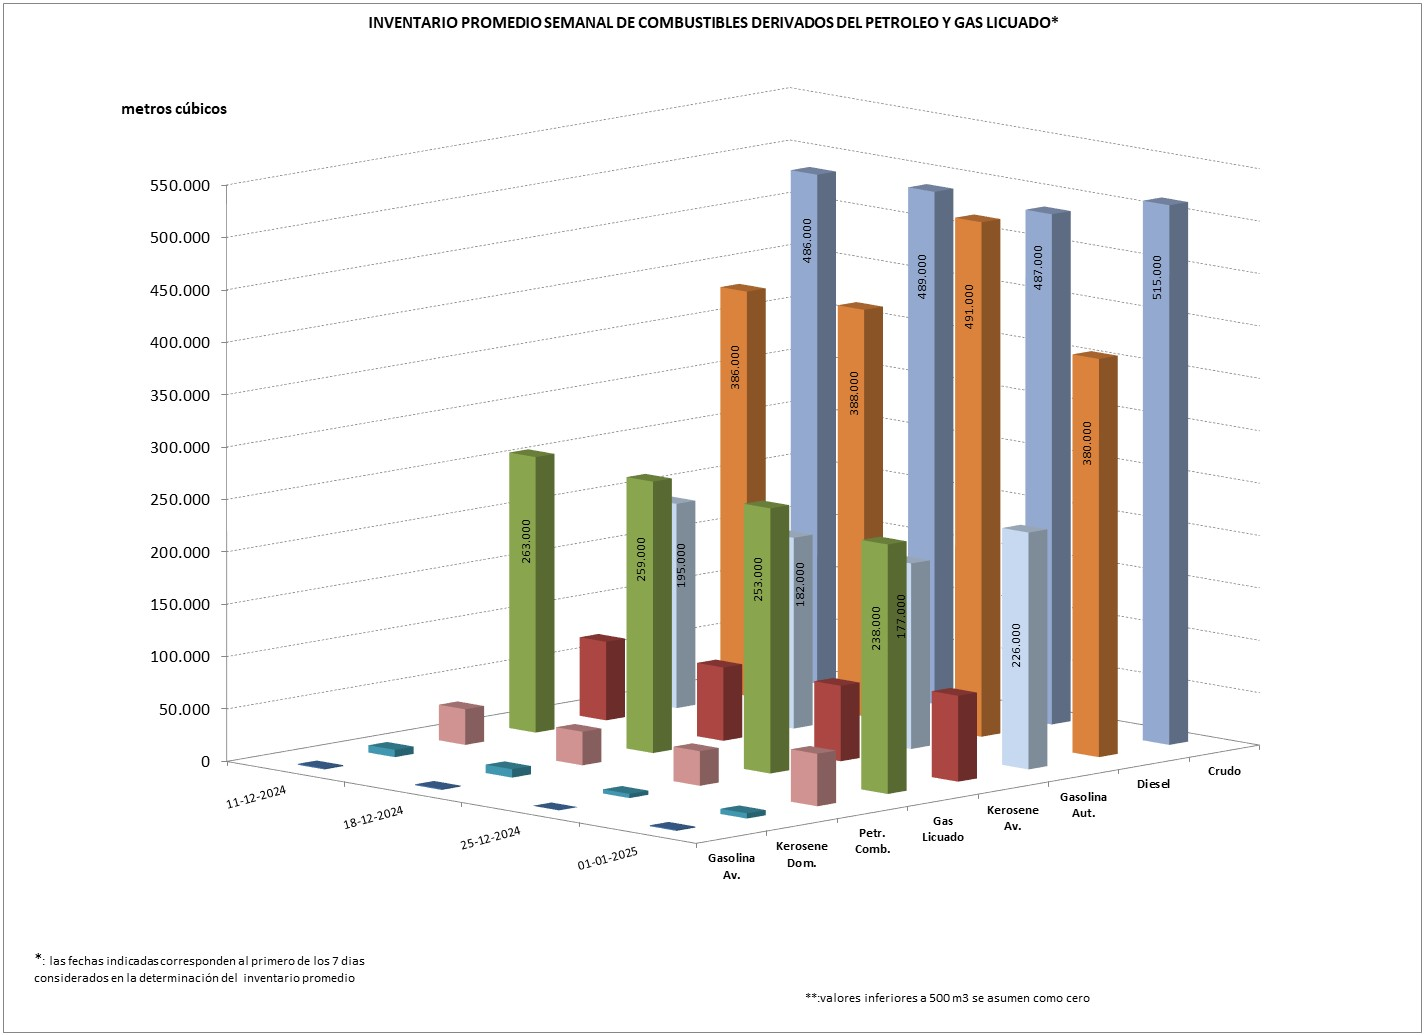 INVENTARIO PROMEDIO SEMANAL DE COMBUSTIBLES DERIVADOS DEL PETROLEO Y GAS LICUADO*
metros cúbicos
550.000
500.000
450.000
400.000
350.000
300.000
250.000
200.000
150.000
100.000
50.000
0
486.000
489.000
487.000
515.000
386.000
388.000
491.000
380.000
195.000
182.000
177.000
226.000
263.000
259.000
253.000
238.000
11-12-2024
18-12-2024
25-12-2024
01-01-2025
Gasolina
Av.
Kerosene
Dom.
Petr.
Comb.
Gas
Licuado
Kerosene
Av.
Gasolina
Aut.
Diesel
Crudo
*: las fechas indicadas corresponden al primero de los 7 dias
considerados en la determinación del inventario promedio
**:valores inferiores a 500 m3 se asumen como cero